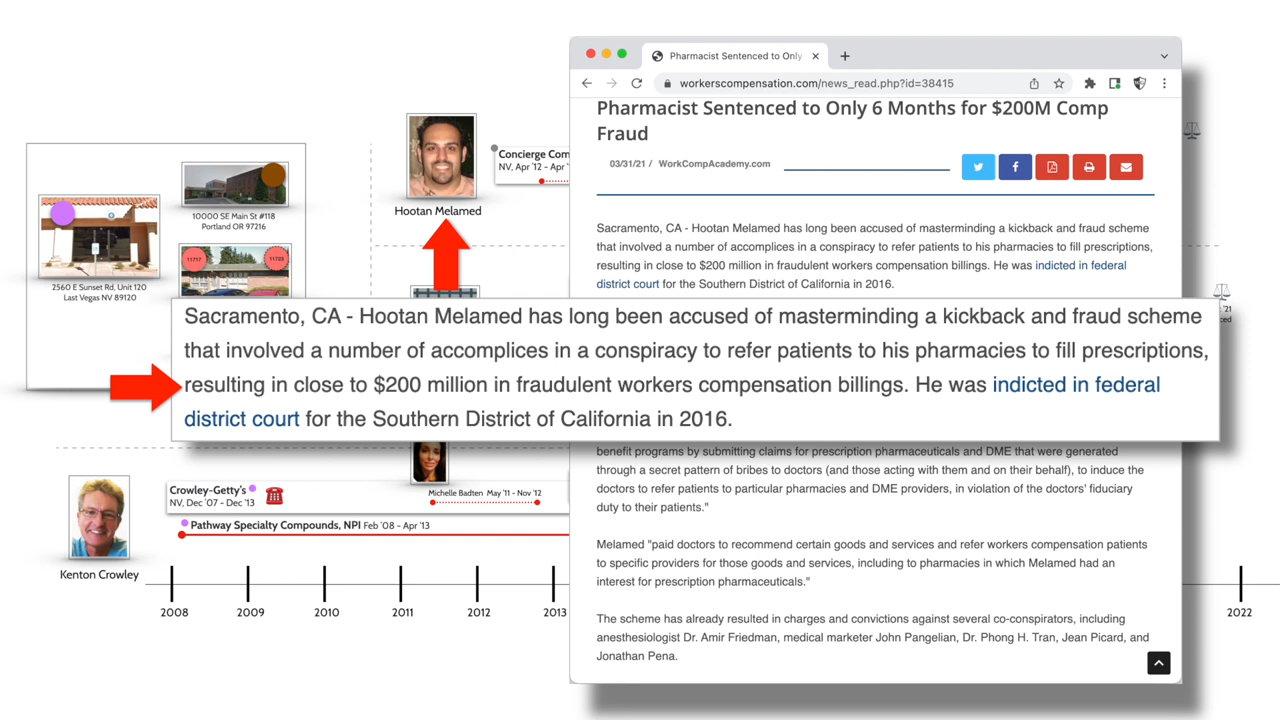 Pharmacist Sentenced to Only
workerscompensation.com/news_read.php?id=38415
Pharmacist Sentenced to Only 6 Months for $200M Comp
Fraud
03/31/21 / WorkCompAcademy.com
Sacramento, CA - Hootan Melamed has long been accused of masterminding a kickback and fraud scheme
that involved a number of accomplices in a conspiracy to refer patients to his pharmacies to fill prescriptions,
resulting in close to $200 million in fraudulent workers compensation billings. He was indicted in federal
district court for the Southern District of California in 2016.
Hootan Melamed
Concierge Com
NV, Apr '12 - Apr '
10000 SE Main St #118
Portland OR 97216
11717
11723
2560 E Sunset Rd, Unit 120
Las Vegas NV 89120
'21
Sacramento, CA - Hootan Melamed has long been accused of masterminding a kickback and fraud scheme
that involved a number of accomplices in a conspiracy to refer patients to his pharmacies to fill prescriptions,
resulting in close to $200 million in fraudulent workers compensation billings. He was indicted in federal
district court for the Southern District of California in 2016.
benefit programs by submitting claims for prescription pharmaceuticals and DME that were generated
through a secret pattern of bribes to doctors (and those acting with them and on their behalf), to induce the
doctors to refer patients to particular pharmacies and DME providers, in violation of the doctors' fiduciary
duty to their patients."
Melamed "paid doctors to recommend certain goods and services and refer workers compensation patients
to specific providers for those goods and services, including to pharmacies in which Melamed had an
interest for prescription pharmaceuticals."
The scheme has already resulted in charges and convictions against several co-conspirators, including
anesthesiologist Dr. Amir Friedman, medical marketer John Pangelian, Dr. Phong H. Tran, Jean Picard, and
Jonathan Pena.
Crowley-Getty's
NV, Dec '07 - Dec '13
Michelle Badten May '11 - Nov '12
Pathway Specialty Compounds, NPI Feb '08 - Apr '13
Kenton Crowley
2008 2009 2010 2011 2012 2013 2022